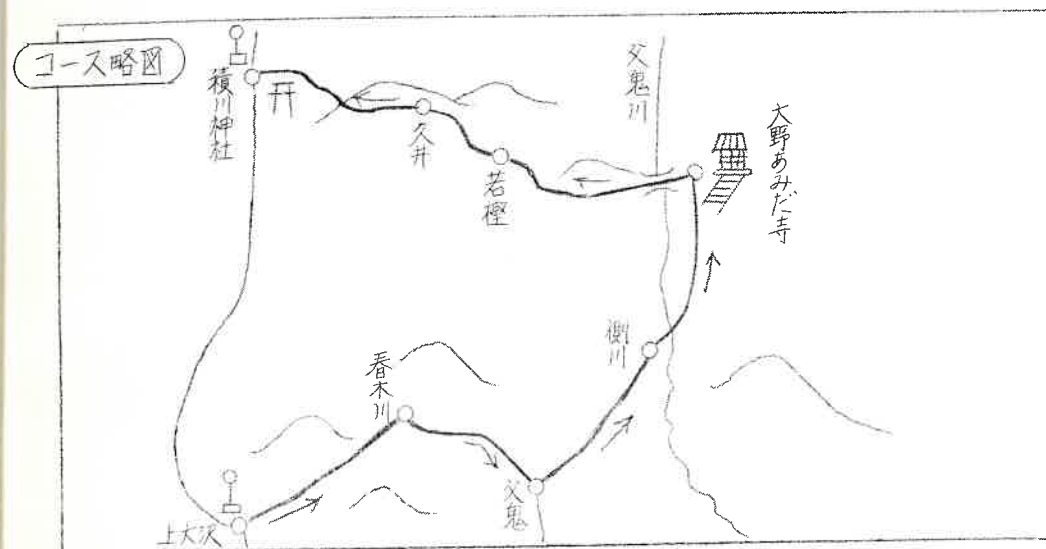 コース略図
積川神社
久井
若樫
父鬼川
大野あみだ寺
側川
春木川
父鬼
上大沢